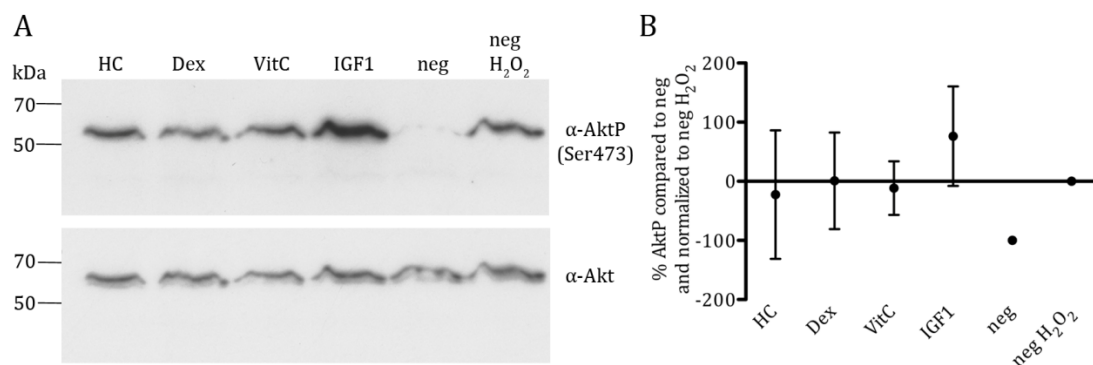 A
kDa
HC Dex VitC IGF1 neg neg H₂O₂
70
50
α-AktP
(Ser473)
70
50
α-Akt
B
% AktP compared to neg
and normalized to neg H₂O₂
200
100
0
-100
-200
HC Dex VitC IGF1 neg neg H₂O₂